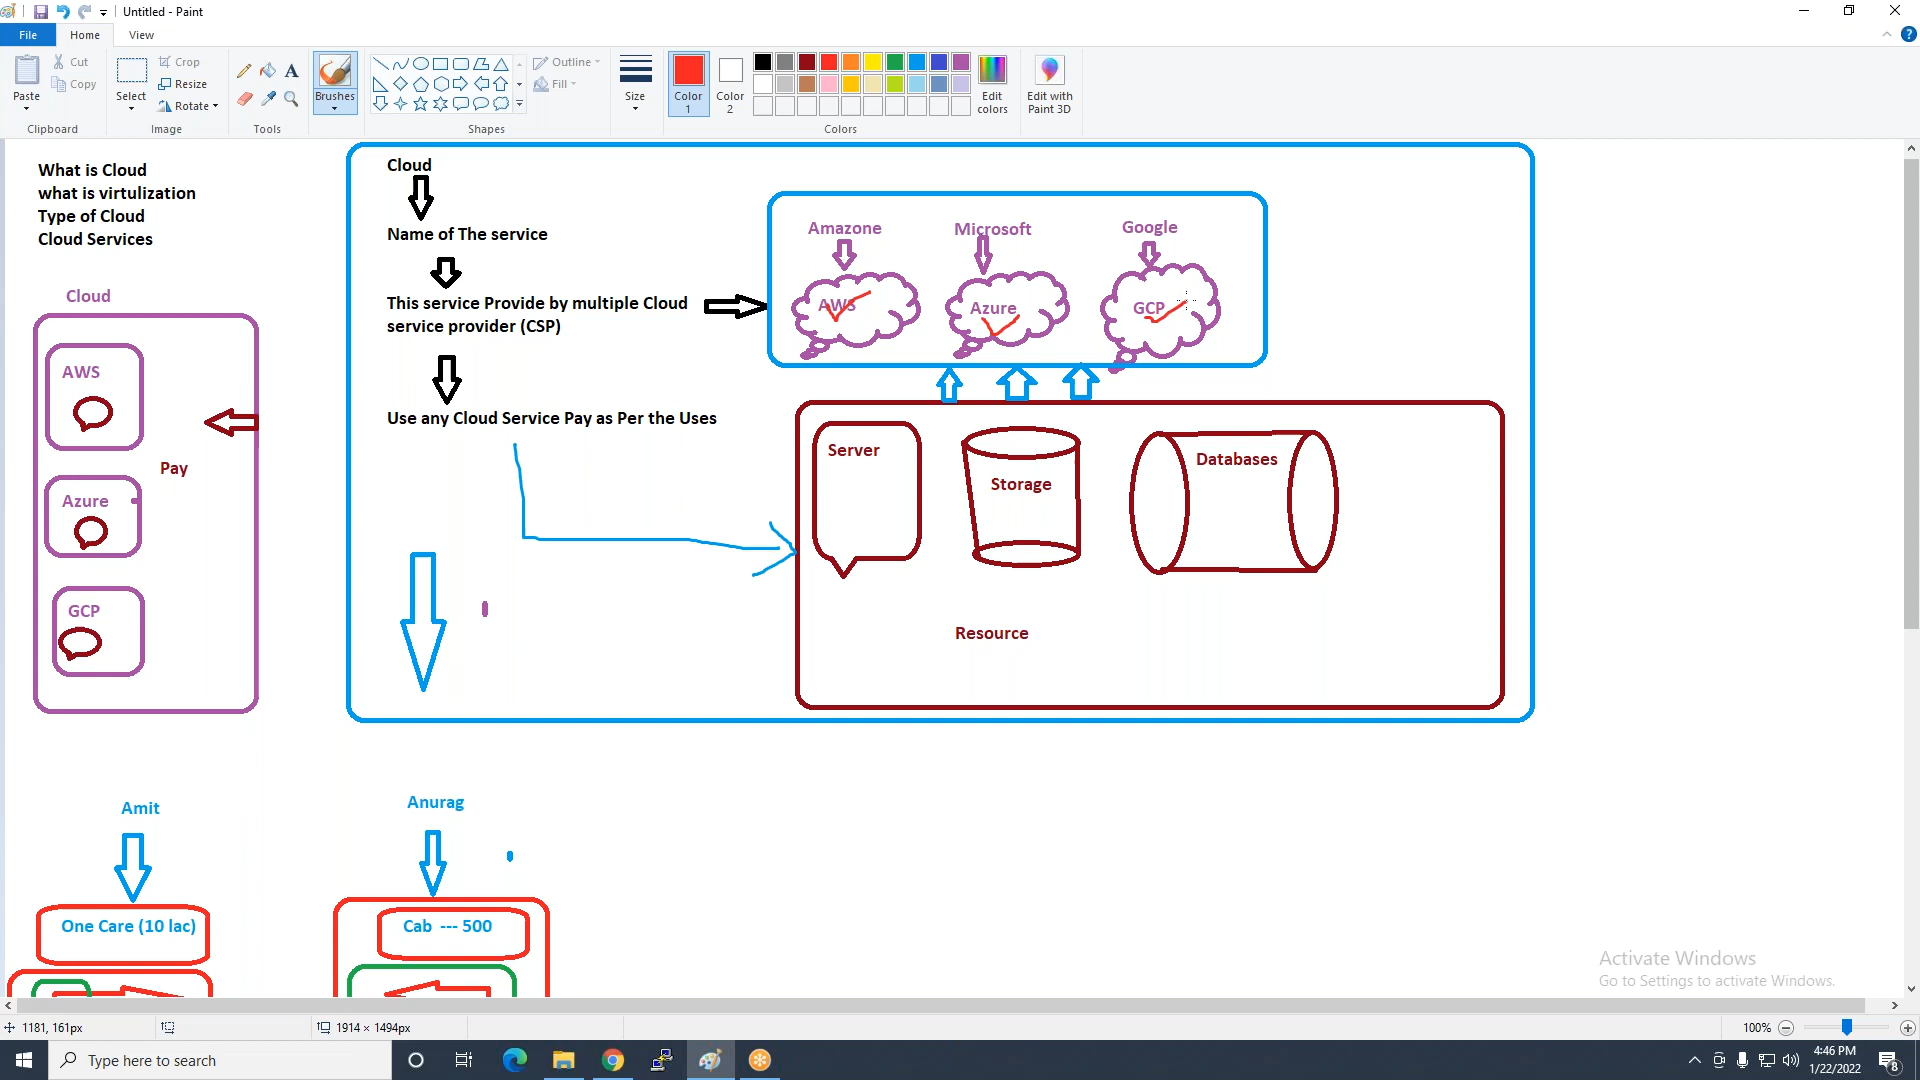 Untitled - Paint
File
Home
View
Paste
Cut
Copy
Clipboard
Select
Crop
Resize
Rotate
Image
Tools
Brushes
Outline
Fill
Shapes
Size
Color 1
Color 2
Edit colors
Colors
Edit with Paint 3D
What is Cloud
what is virtulization
Type of Cloud
Cloud Services
Cloud
AWS
Pay
Azure
GCP
Cloud
Name of The service
This service Provide by multiple Cloud
service provider (CSP)
Use any Cloud Service Pay as Per the Uses
Amazone
Microsoft
Google
AWS
Azure
GCP
Server
Storage
Databases
Resource
Amit
Anurag
One Care (10 lac)
Cab --- 500
Activate Windows
Go to Settings to activate Windows.
1181, 161px
1914 × 1494px
100%
Type here to search
4:46 PM
1/22/2022
8